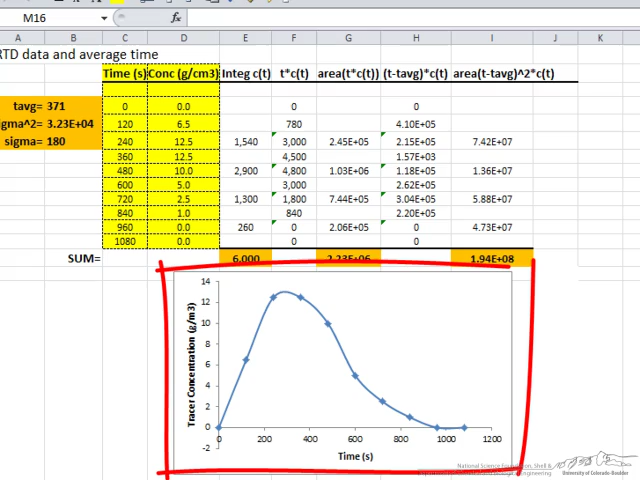 M16 fx
A B C D E F G H I J K L
RTD data and average time
Time (s) Conc (g/cm3) Integ c(t) t*c(t) area(t*c(t)) (t-tavg)*c(t) area(t-tavg)^2*c(t)
tavg= 371 0 0.0 0 0
igma^2= 3.23E+04 120 6.5 780 4.10E+05
sigma= 180 240 12.5 1,540 3,000 2.45E+05 2.15E+05 7.42E+07
360 12.5 4,500 1.57E+03
480 10.0 2,900 4,800 1.03E+06 1.18E+05 1.36E+07
600 5.0 3,000 2.62E+05
720 2.5 1,300 1,800 7.44E+05 3.04E+05 5.88E+07
840 1.0 840 2.20E+05
960 0.0 260 0 2.06E+05 0 4.73E+07
1080 0.0 0 0
SUM= 6,000 2.23E+06 1.94E+08
14
12
10
8
6
4
2
0
-2
Tracer Concentration (g/m3)
0 200 400 600 800 1000 1200
Time (s)
National Science Foundation, Shell &
University of Colorado-Boulder